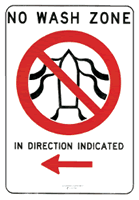 NO WASH ZONE
IN DIRECTION INDICATED